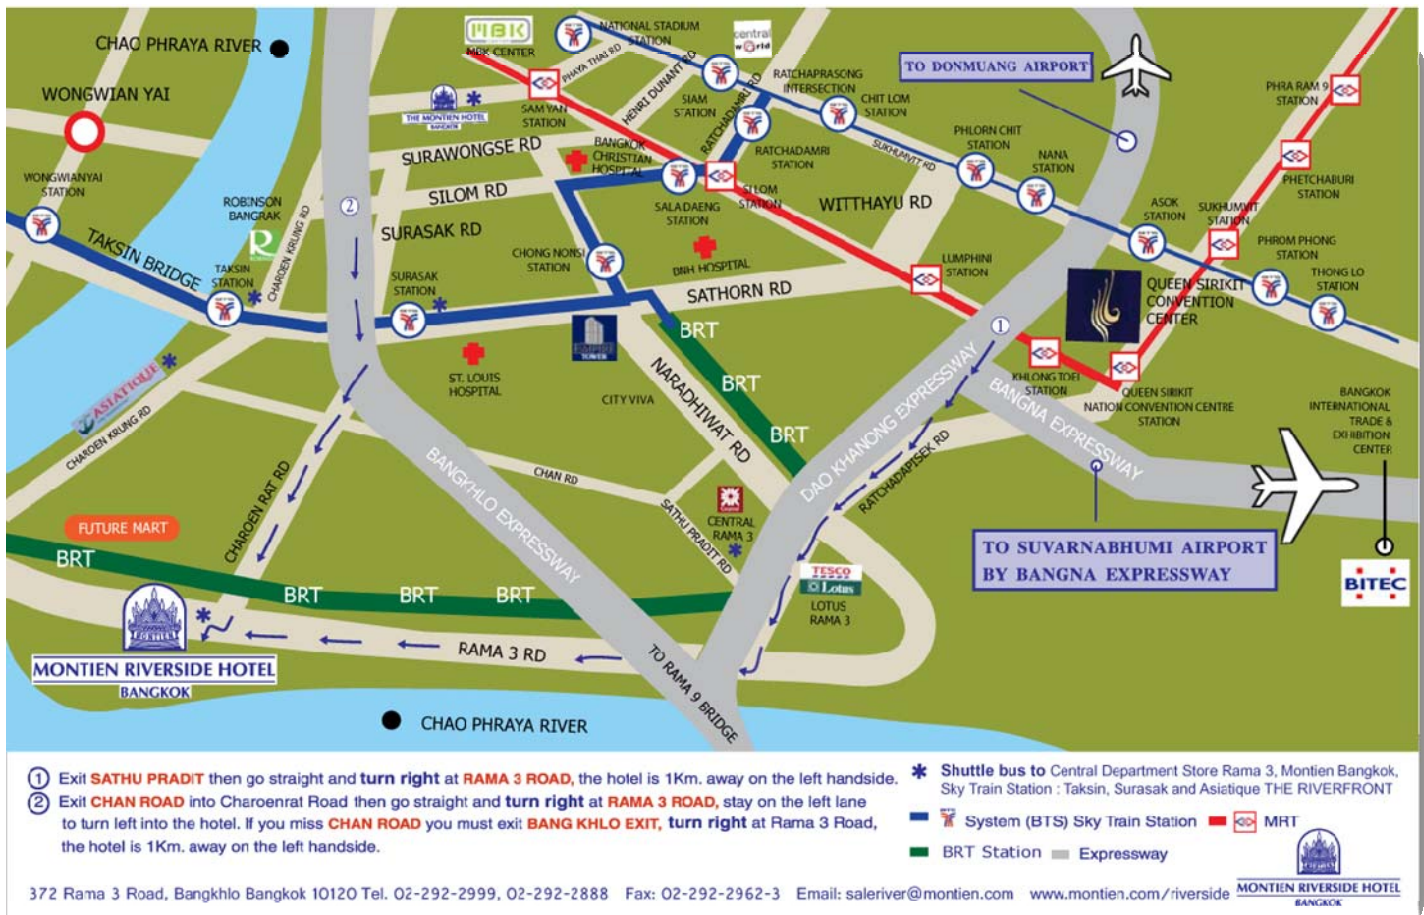 CHAO PHRAYA RIVER
WONGWIAN YAI
WONGWIANYAI
STATION
ROBINSON
BANGRAK
R
TAKSIN BRIDGE
TAKSIN
STATION
CHAROEN KRUNG RD
MBK
MBK CENTER
THE MONTIEN HOTEL
BANGKOK
SAM YAN
STATION
PHAYA THAI RD
NATIONAL STADIUM
STATION
HENRI DUNANT RD
central
world
SIAM
STATION
RATCHADAMRI RD
RATCHAPRASONG
INTERSECTION
CHIT LOM
STATION
RATCHADAMRI
STATION
SUKHUMVIT RD
TO DONMUANG AIRPORT
PHLORN CHIT
STATION
NANA
STATION
PHRA RAM 9
STATION
PHETCHABURI
STATION
ASOK
STATION
SUKHUMVIT
STATION
PHROM PHONG
STATION
THONG LO
STATION
SURAWONGSE RD
SILOM RD
SURASAK RD
2
BANGKOK
CHRISTIAN
HOSPITAL
SALADAENG
STATION
SILOM
STATION
WITTHAYU RD
CHONG NONSI
STATION
BNH HOSPITAL
SATHORN RD
LUMPHINI
STATION
SURASAK
STATION
ST. LOUIS
HOSPITAL
EMPIRE
TOWER
CITY VIVA
BRT
BRT
BRT
NARADHIWAT RD
QUEEN SIRIKIT
CONVENTION
CENTER
1
KHLONG TOEI
STATION
QUEEN SIRIKIT
NATION CONVENTION CENTRE
STATION
BANGKOK
INTERNATIONAL
TRADE &
EXHIBITION
CENTER
BITEC
ASIATIQUE
CHAROEN KRUNG RD
CHAROEN RAT RD
BANGKHLO EXPRESSWAY
CHAN RD
SATHU PRADIT RD
CENTRAL
RAMA 3
DAO KHANONG EXPRESSWAY
RATCHADAPISEK RD
BANGNA EXPRESSWAY
TO SUVARNABHUMI AIRPORT
BY BANGNA EXPRESSWAY
TESCO
Lotus
LOTUS
RAMA 3
FUTURE MART
BRT
BRT
BRT
BRT
MONTIEN
MONTIEN RIVERSIDE HOTEL
BANGKOK
RAMA 3 RD
TO RAMA 9 BRIDGE
CHAO PHRAYA RIVER
1 Exit SATHU PRADIT then go straight and turn right at RAMA 3 ROAD, the hotel is 1Km. away on the left handside.
2 Exit CHAN ROAD into Charoenrat Road then go straight and turn right at RAMA 3 ROAD, stay on the left lane
to turn left into the hotel. If you miss CHAN ROAD you must exit BANG KHLO EXIT, turn right at Rama 3 Road,
the hotel is 1Km. away on the left handside.
* Shuttle bus to Central Department Store Rama 3, Montien Bangkok,
Sky Train Station : Taksin, Surasak and Asiatique THE RIVERFRONT
System (BTS) Sky Train Station MRT
BRT Station Expressway
372 Rama 3 Road, Bangkhlo Bangkok 10120 Tel. 02-292-2999, 02-292-2888 Fax: 02-292-2962-3 Email: saleriver@montien.com www.montien.com/riverside
MONTIEN RIVERSIDE HOTEL
BANGKOK